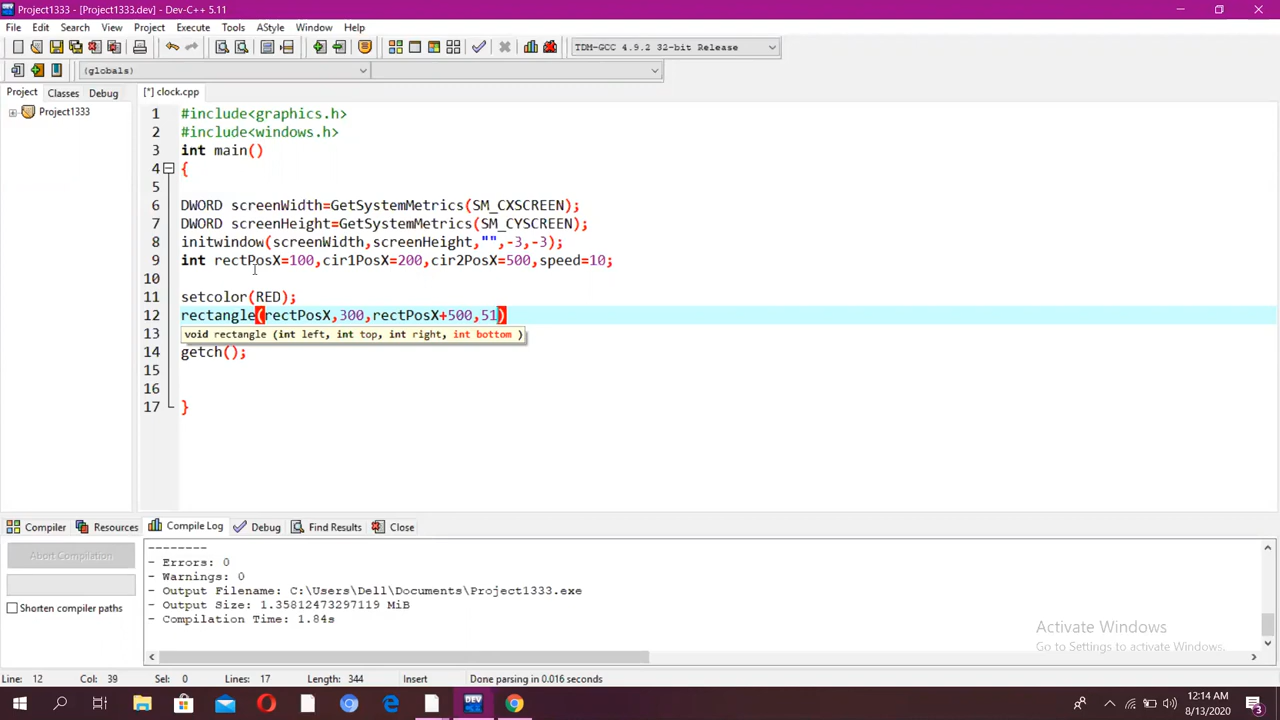 Project1333 - [Project1333.dev] - Dev-C++ 5.11
File Edit Search View Project Execute Tools AStyle Window Help
TDM-GCC 4.9.2 32-bit Release
(globals)
Project Classes Debug
[*] clock.cpp
Project1333
1 #include<graphics.h>
2 #include<windows.h>
3 int main()
4 {
5
6 DWORD screenWidth=GetSystemMetrics(SM_CXSCREEN);
7 DWORD screenHeight=GetSystemMetrics(SM_CYSCREEN);
8 initwindow(screenWidth,screenHeight,"",-3,-3);
9 int rectPosX=100,cir1PosX=200,cir2PosX=500,speed=10;
10
11 setcolor(RED);
12 rectangle(rectPosX,300,rectPosX+500,51)
13 void rectangle (int left, int top, int right, int bottom )
14 getch();
15
16
17 }
Compiler Resources Compile Log Debug Find Results Close
Abort Compilation
Shorten compiler paths
--------
- Errors: 0
- Warnings: 0
- Output Filename: C:\Users\Dell\Documents\Project1333.exe
- Output Size: 1.35812473297119 MiB
- Compilation Time: 1.84s
Activate Windows
Go to Settings to activate Windows.
Line: 12 Col: 39 Sel: 0 Lines: 17 Length: 344 Insert Done parsing in 0.016 seconds
DEV
12:14 AM
8/13/2020
3